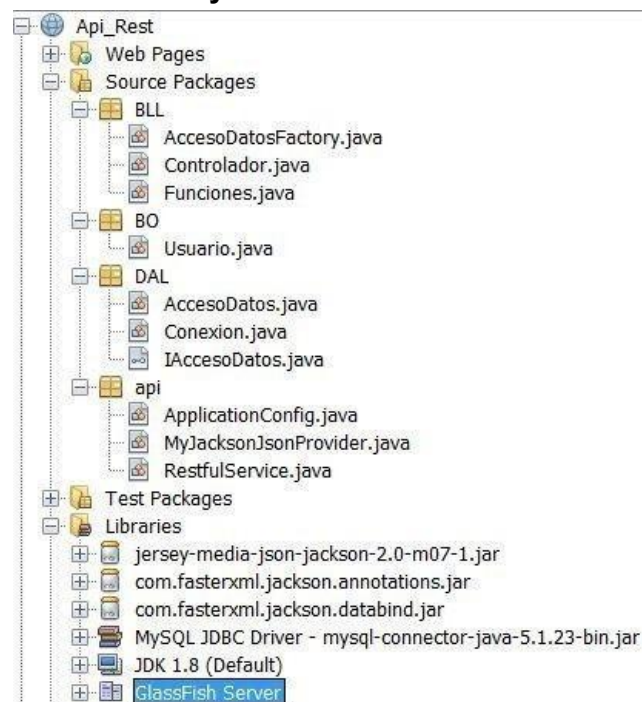 Api_Rest
Web Pages
Source Packages
BLL
AccesoDatosFactory.java
Controlador.java
Funciones.java
BO
Usuario.java
DAL
AccesoDatos.java
Conexion.java
IAccesoDatos.java
api
ApplicationConfig.java
MyJacksonJsonProvider.java
RestfulService.java
Test Packages
Libraries
jersey-media-json-jackson-2.0-m07-1.jar
com.fasterxml.jackson.annotations.jar
com.fasterxml.jackson.databind.jar
MySQL JDBC Driver - mysql-connector-java-5.1.23-bin.jar
JDK 1.8 (Default)
GlassFish Server